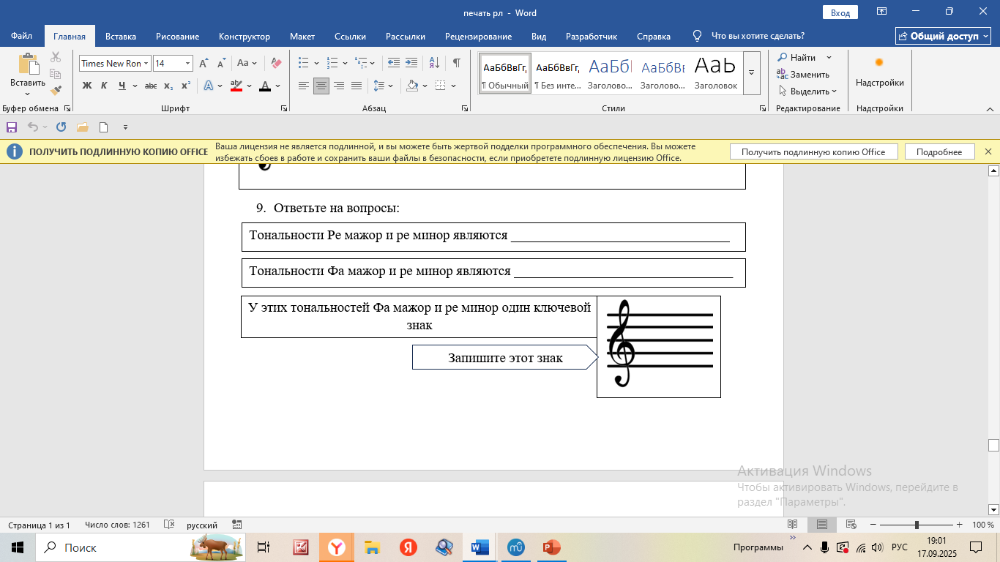 печать рл - Word
Вход
Файл Главная Вставка Рисование Конструктор Макет Ссылки Рассылки Рецензирование Вид Разработчик Справка Что вы хотите сделать? Общий доступ
Вставить
Буфер обмена
Times New Ron 14
Ж К Ч abc x₂ x²
Шрифт
Абзац
АаБбВвГг, АаБбВвГг, АаБбІ АаБбВı АаЬ
¶ Обычный ¶ Без инте... Заголово... Заголово... Заголовок
Стили
Найти
Заменить
Выделить
Редактирование
Настройки
Настройки
ПОЛУЧИТЬ ПОДЛИННУЮ КОПИЮ OFFICE
Ваша лицензия не является подлинной, и вы можете быть жертвой подделки программного обеспечения. Вы можете
избежать сбоев в работе и сохранить ваши файлы в безопасности, если приобретете подлинную лицензию Office.
Получить подлинную копию Office
Подробнее
9. Ответьте на вопросы:
Тональности Ре мажор и ре минор являются ______________________________
Тональности Фа мажор и ре минор являются ______________________________
У этих тональностей Фа мажор и ре минор один ключевой
знак
Запишите этот знак
Активация Windows
Чтобы активировать Windows, перейдите в
раздел "Параметры".
Страница 1 из 1 Число слов: 1261 русский 100 %
Поиск
Программы
РУС
19:01
17.09.2025